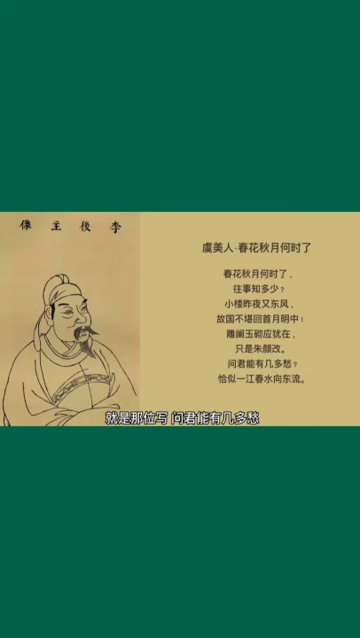 李後主像
虞美人·春花秋月何时了
春花秋月何时了，
往事知多少？
小楼昨夜又东风，
故国不堪回首月明中！
雕阑玉砌应犹在，
只是朱颜改。
问君能有几多愁？
恰似一江春水向东流。
就是那位写 问君能有几多愁